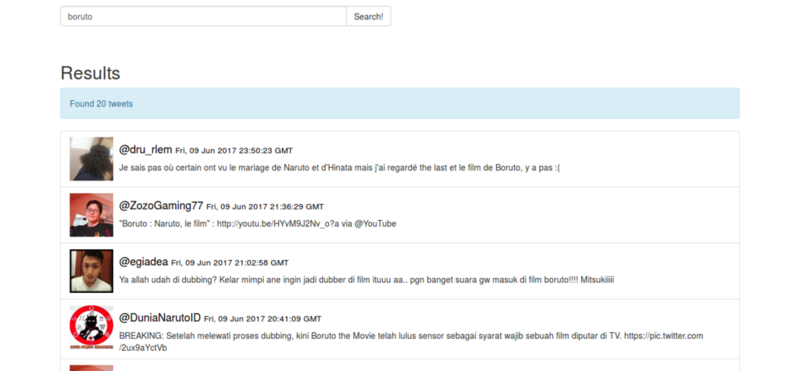 boruto Search!
Results
Found 20 tweets
@dru_rlem Fri, 09 Jun 2017 23:50:23 GMT
Je sais pas où certain ont vu le mariage de Naruto et d'Hinata mais j'ai regardé the last et le film de Boruto, y a pas :(
@ZozoGaming77 Fri, 09 Jun 2017 21:36:29 GMT
"Boruto : Naruto, le film" : http://youtu.be/HYvM9J2Nv_o?a via @YouTube
@egiadea Fri, 09 Jun 2017 21:02:58 GMT
Ya allah udah di dubbing? Kelar mimpi ane ingin jadi dubber di film ituuu aa.. pgn banget suara gw masuk di film boruto!!!! Mitsukiiiii
@DuniaNarutoID Fri, 09 Jun 2017 20:41:09 GMT
BREAKING: Setelah melewati proses dubbing, kini Boruto the Movie telah lulus sensor sebagai syarat wajib sebuah film diputar di TV. https://pic.twitter.com
/2ux9aYctVb